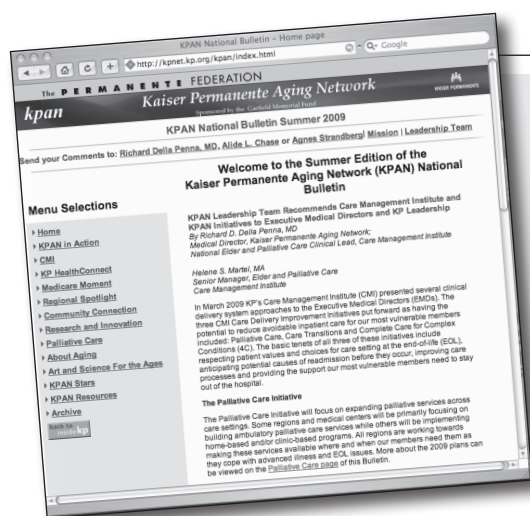 KPAN National Bulletin – Home page
http://kpnet.kp.org/kpan/index.html
Google
The PERMANENTE FEDERATION
kpan
Kaiser Permanente Aging Network
Sponsored by the Garfield Memorial Fund
KAISER PERMANENTE
KPAN National Bulletin Summer 2009
Send your Comments to: Richard Della Penna, MD, Alide L. Chase or Agnes Strandberg| Mission | Leadership Team
Menu Selections
Home
KPAN in Action
CMI
KP HealthConnect
Medicare Moment
Regional Spotlight
Community Connection
Research and Innovation
Palliative Care
About Aging
Art and Science For the Ages
KPAN Stars
KPAN Resources
Archive
back to
inside kp
Welcome to the Summer Edition of the
Kaiser Permanente Aging Network (KPAN) National
Bulletin
KPAN Leadership Team Recommends Care Management Institute and
KPAN Initiatives to Executive Medical Directors and KP Leadership
By Richard D. Della Penna, MD
Medical Director, Kaiser Permanente Aging Network;
National Elder and Palliative Care Clinical Lead, Care Management Institute
Helene S. Martel, MA
Senior Manager, Elder and Palliative Care
Care Management Institute
In March 2009 KP's Care Management Institute (CMI) presented several clinical
delivery system approaches to the Executive Medical Directors (EMDs). The
three CMI Care Delivery Improvement Initiatives put forward as having the
potential to reduce avoidable inpatient care for our most vulnerable members
included: Palliative Care, Care Transitions and Complete Care for Complex
Conditions (4C). The basic tenets of all three of these initiatives include
respecting patient values and choices for care setting at the end-of-life (EOL),
anticipating potential causes of readmission before they occur, improving care
processes and providing the support our most vulnerable members need to stay
out of the hospital.
The Palliative Care Initiative
The Palliative Care Initiative will focus on expanding palliative services across
care settings. Some regions and medical centers will be primarily focusing on
building ambulatory palliative care services while others will be implementing
home-based and/or clinic-based programs. All regions are working towards
making these services available where and when our members need them as
they cope with advanced illness and EOL issues. More about the 2009 plans can
be viewed on the Palliative Care page of this Bulletin.